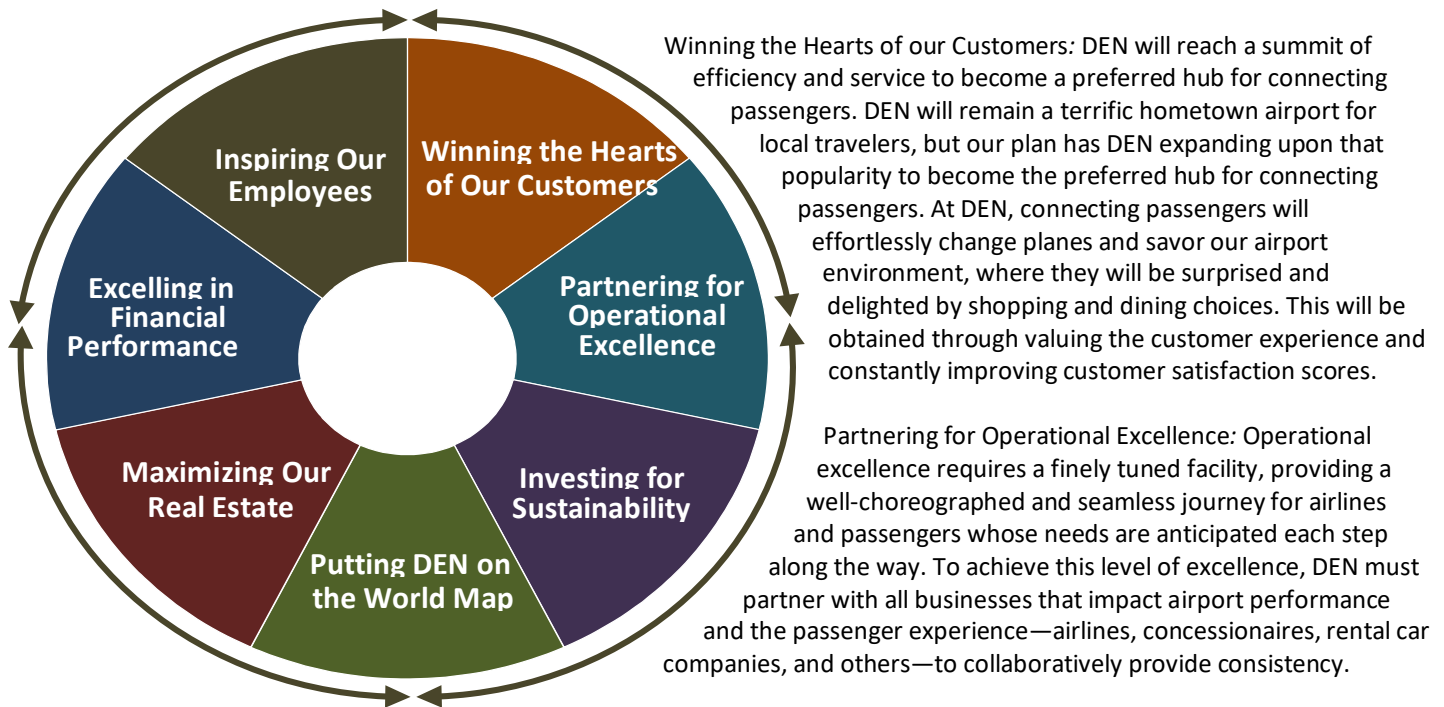 Inspiring Our
Employees
Winning the Hearts
of Our Customers
Partnering for
Operational
Excellence
Investing for
Sustainability
Putting DEN on
the World Map
Maximizing Our
Real Estate
Excelling in
Financial
Performance
Winning the Hearts of our Customers: DEN will reach a summit of
efficiency and service to become a preferred hub for connecting
passengers. DEN will remain a terrific hometown airport for
local travelers, but our plan has DEN expanding upon that
popularity to become the preferred hub for connecting
passengers. At DEN, connecting passengers will
effortlessly change planes and savor our airport
environment, where they will be surprised and
delighted by shopping and dining choices. This will be
obtained through valuing the customer experience and
constantly improving customer satisfaction scores.
Partnering for Operational Excellence: Operational
excellence requires a finely tuned facility, providing a
well-choreographed and seamless journey for airlines
and passengers whose needs are anticipated each step
along the way. To achieve this level of excellence, DEN must
partner with all businesses that impact airport performance
and the passenger experience—airlines, concessionaires, rental car
companies, and others—to collaboratively provide consistency.